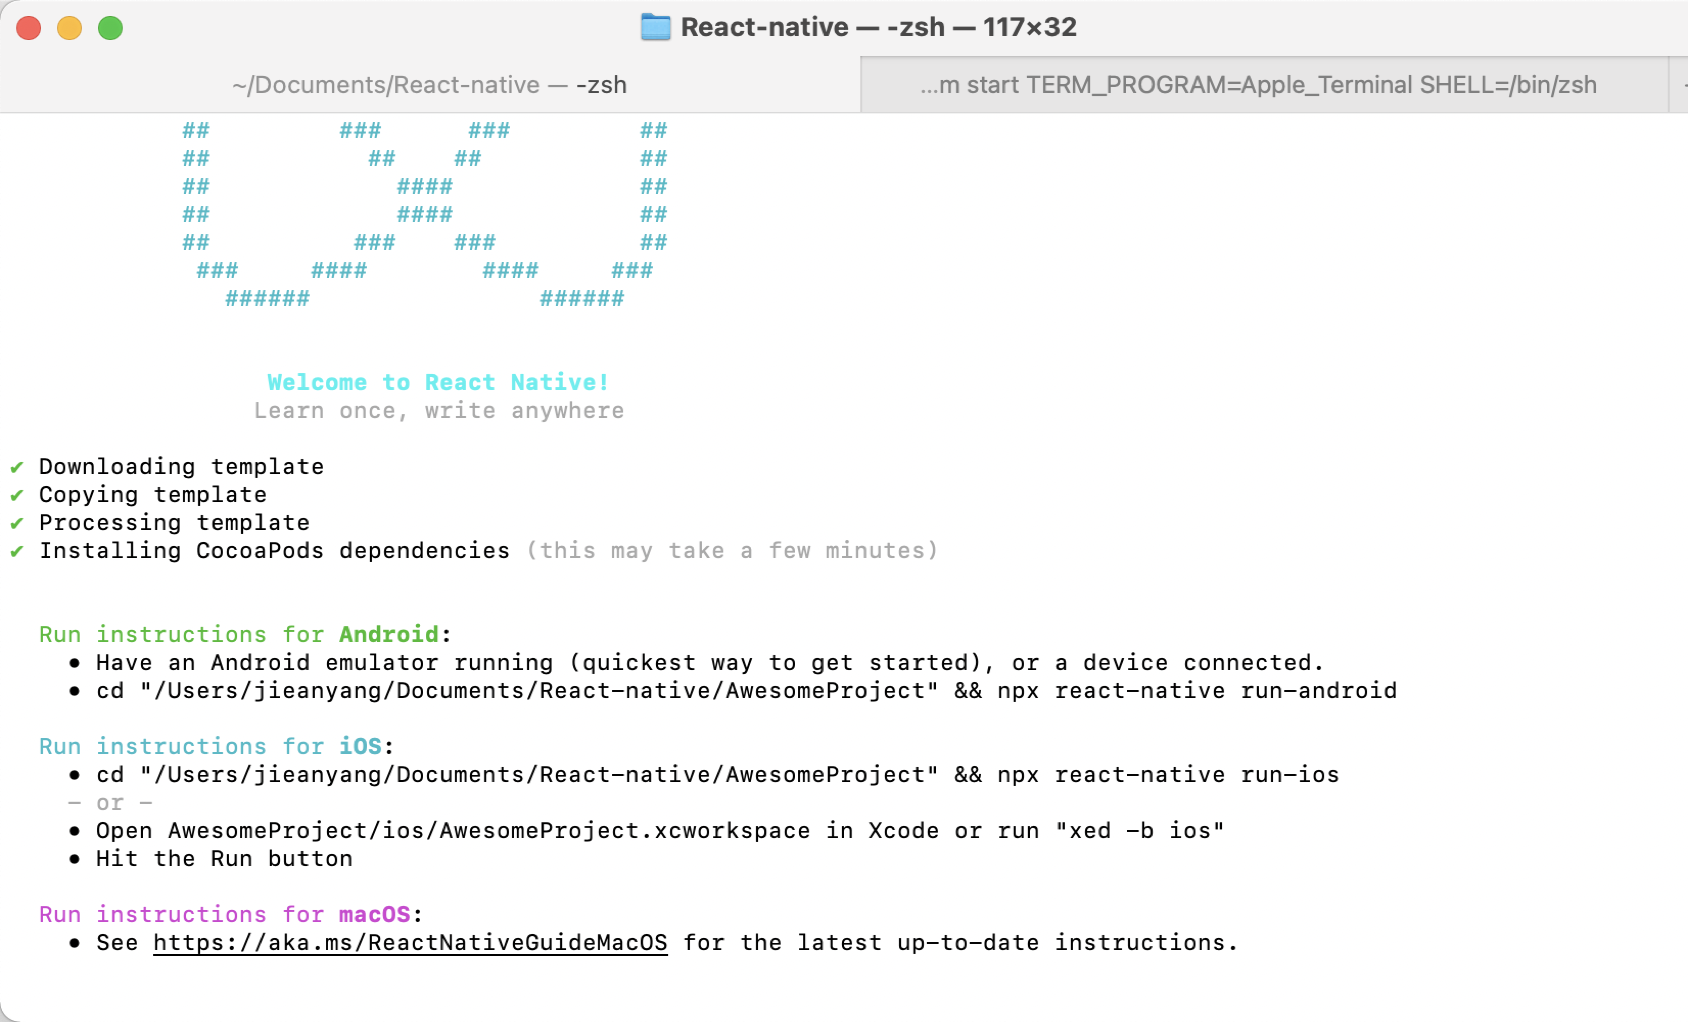 React-native — -zsh — 117×32
~/Documents/React-native — -zsh
...m start TERM_PROGRAM=Apple_Terminal SHELL=/bin/zsh
## ### ### ##
## ## ## ##
## #### ##
## #### ##
## ### ### ##
### #### #### ###
###### ######
Welcome to React Native!
Learn once, write anywhere
✔ Downloading template
✔ Copying template
✔ Processing template
✔ Installing CocoaPods dependencies (this may take a few minutes)
Run instructions for Android:
• Have an Android emulator running (quickest way to get started), or a device connected.
• cd "/Users/jieanyang/Documents/React-native/AwesomeProject" && npx react-native run-android
Run instructions for iOS:
• cd "/Users/jieanyang/Documents/React-native/AwesomeProject" && npx react-native run-ios
- or -
• Open AwesomeProject/ios/AwesomeProject.xcworkspace in Xcode or run "xed -b ios"
• Hit the Run button
Run instructions for macOS:
• See https://aka.ms/ReactNativeGuideMacOS for the latest up-to-date instructions.